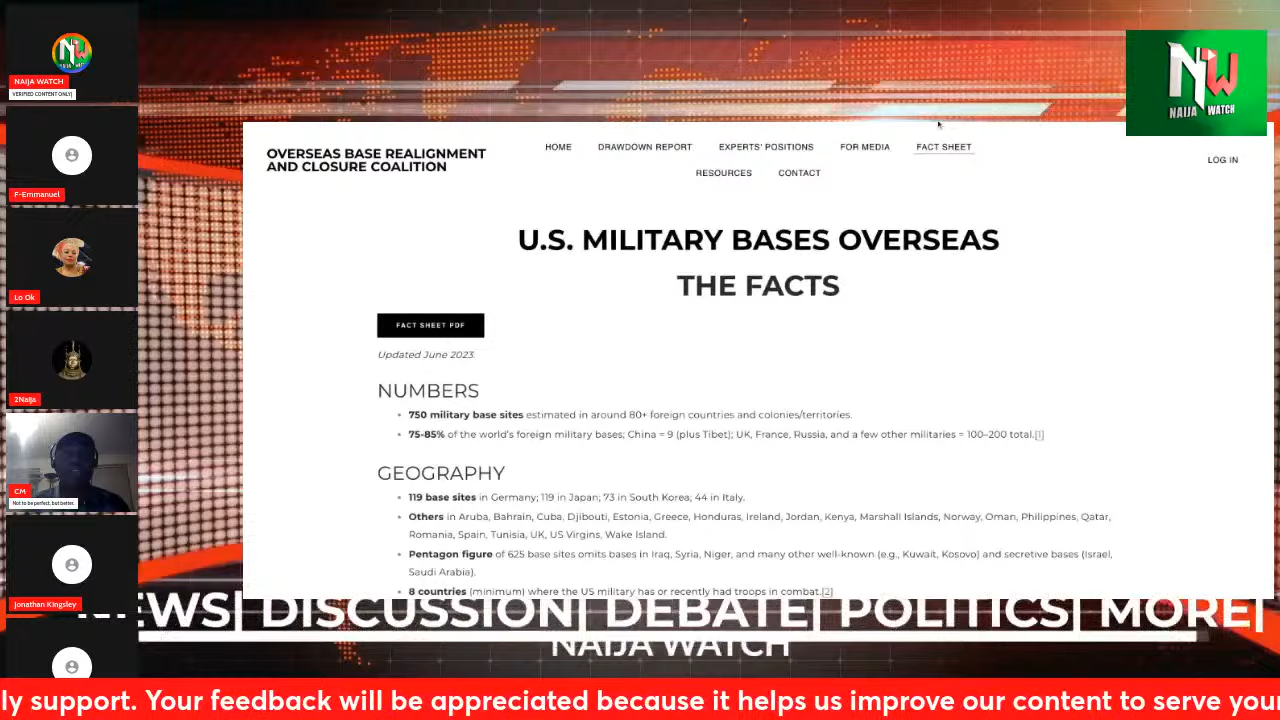 NAIJA WATCH
VERIFIED CONTENT ONLY|
F-Emmanuel
Lo Ok
2Naija
CM
Not to be perfect, but better.
Jonathan Kingsley
NW
NAIJA WATCH
OVERSEAS BASE REALIGNMENT
AND CLOSURE COALITION
HOME DRAWDOWN REPORT EXPERTS' POSITIONS FOR MEDIA FACT SHEET
RESOURCES CONTACT
LOG IN
U.S. MILITARY BASES OVERSEAS
THE FACTS
FACT SHEET PDF
Updated June 2023.
NUMBERS
• 750 military base sites estimated in around 80+ foreign countries and colonies/territories.
• 75-85% of the world's foreign military bases; China = 9 (plus Tibet); UK, France, Russia, and a few other militaries = 100–200 total.[1]
GEOGRAPHY
• 119 base sites in Germany; 119 in Japan; 73 in South Korea; 44 in Italy.
• Others in Aruba, Bahrain, Cuba, Djibouti, Estonia, Greece, Honduras, Ireland, Jordan, Kenya, Marshall Islands, Norway, Oman, Philippines, Qatar,
Romania, Spain, Tunisia, UK, US Virgins, Wake Island.
• Pentagon figure of 625 base sites omits bases in Iraq, Syria, Niger, and many other well-known (e.g., Kuwait, Kosovo) and secretive bases (Israel,
Saudi Arabia).
• 8 countries (minimum) where the US military has or recently had troops in combat.[2]
NEWS| DISCUSSION| DEBATE| POLITICS| MORE|
NAIJA WATCH
ly support. Your feedback will be appreciated because it helps us improve our content to serve you